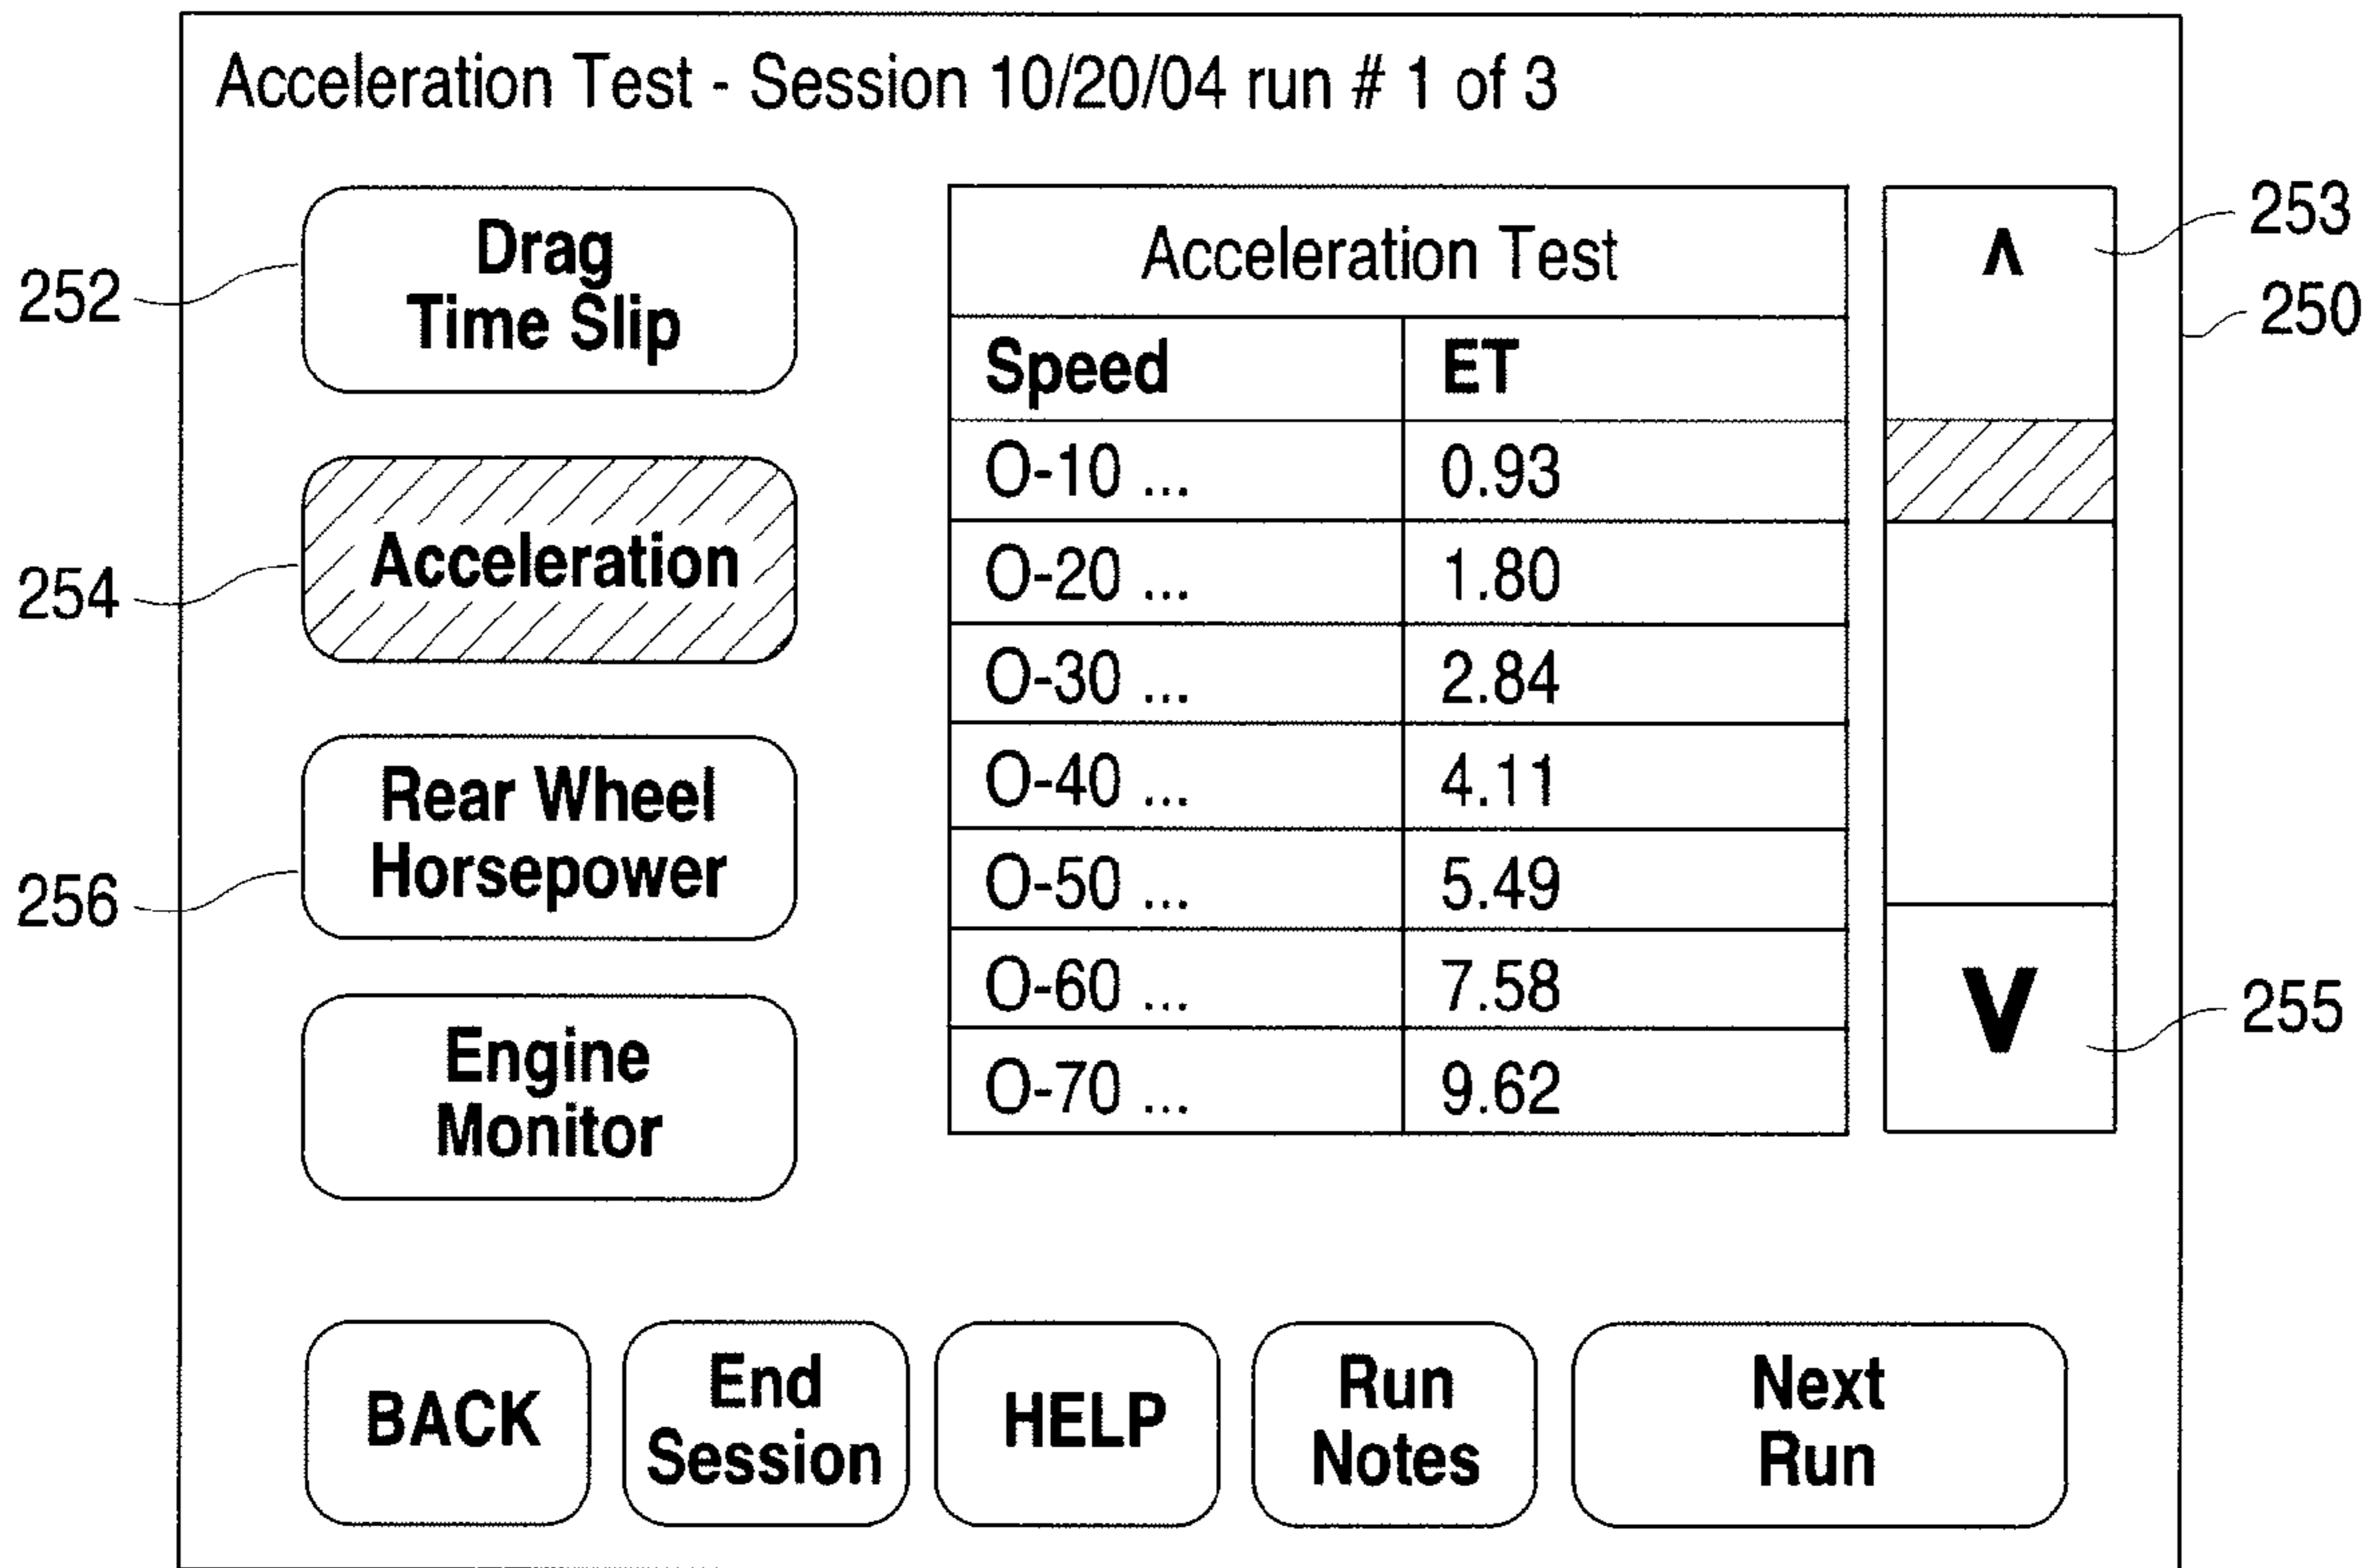 Acceleration Test - Session 10/20/04 run # 1 of 3
252
Drag
Time Slip
254
Acceleration
256
Rear Wheel
Horsepower
Engine
Monitor
Acceleration Test
Speed ET
O-10 ... 0.93
O-20 ... 1.80
O-30 ... 2.84
O-40 ... 4.11
O-50 ... 5.49
O-60 ... 7.58
O-70 ... 9.62
Λ
253
250
V
255
BACK
End
Session
HELP
Run
Notes
Next
Run